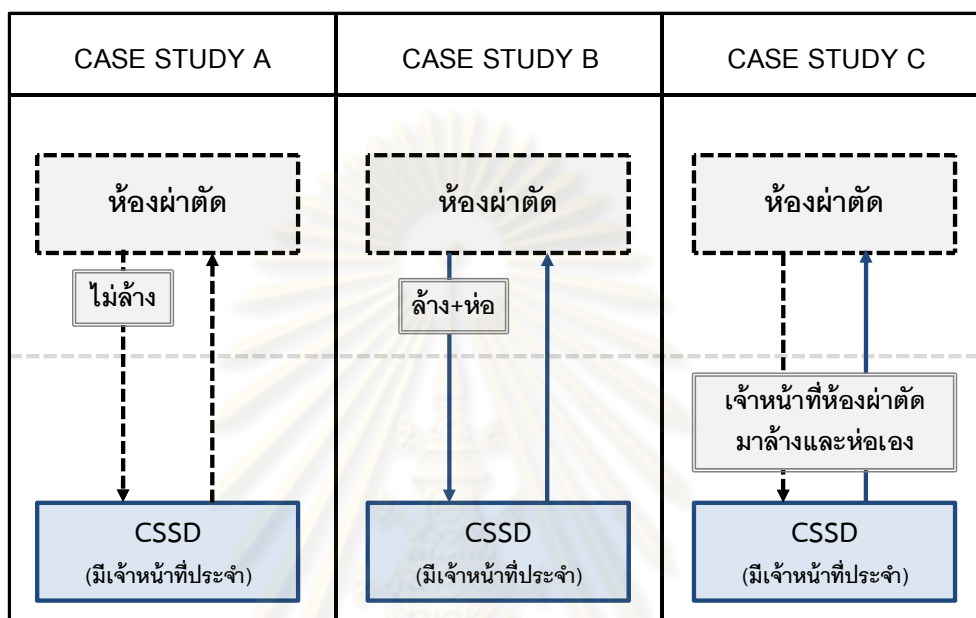 CASE STUDY A
CASE STUDY B
CASE STUDY C
ห้องผ่าตัด
ห้องผ่าตัด
ห้องผ่าตัด
ไม่ล้าง
ล้าง+ห่อ
เจ้าหน้าที่ห้องผ่าตัด
มาล้างและห่อเอง
CSSD
(มีเจ้าหน้าที่ประจำ)
CSSD
(มีเจ้าหน้าที่ประจำ)
CSSD
(มีเจ้าหน้าที่ประจำ)